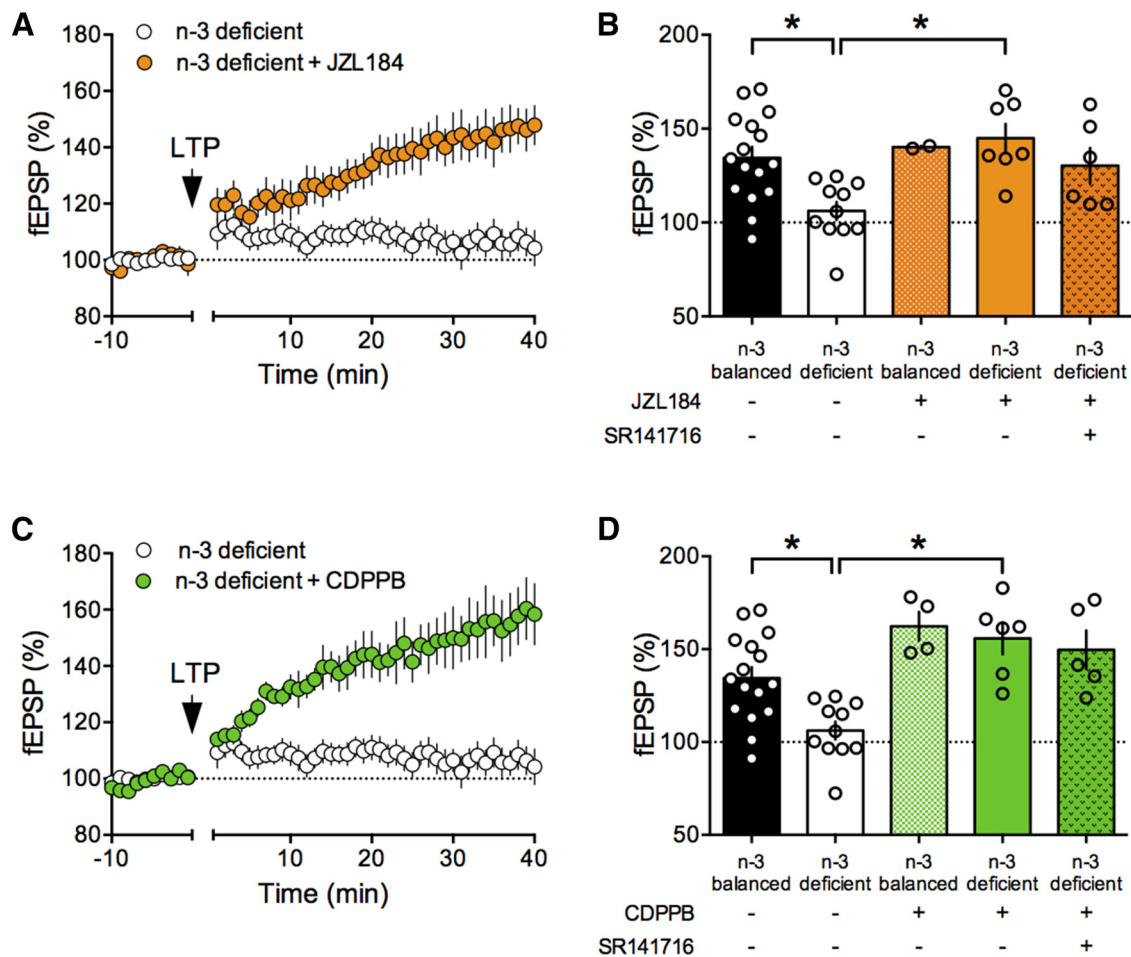 A
n-3 deficient
n-3 deficient + JZL184
180
160
140
120
100
80
fEPSP (%)
LTP
-10
10
20
30
40
Time (min)
B
*
*
200
150
100
50
fEPSP (%)
n-3 n-3 n-3 n-3 n-3
balanced deficient balanced deficient deficient
JZL184 - - + + +
SR141716 - - - - +
C
n-3 deficient
n-3 deficient + CDPPB
180
160
140
120
100
80
fEPSP (%)
LTP
-10
10
20
30
40
Time (min)
D
*
*
200
150
100
50
fEPSP (%)
n-3 n-3 n-3 n-3 n-3
balanced deficient balanced deficient deficient
CDPPB - - + + +
SR141716 - - - - +